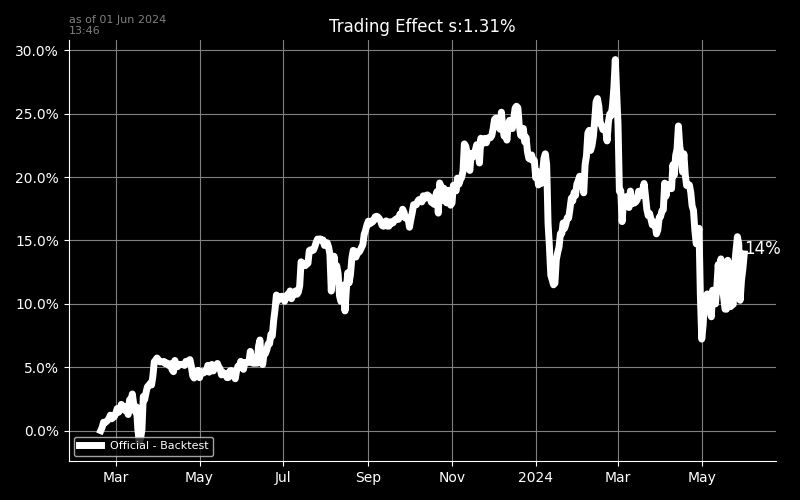 as of 01 Jun 2024
13:46
Trading Effect s:1.31%
30.0%
25.0%
20.0%
15.0%
10.0%
5.0%
0.0%
14%
Official - Backtest
Mar May Jul Sep Nov 2024 Mar May